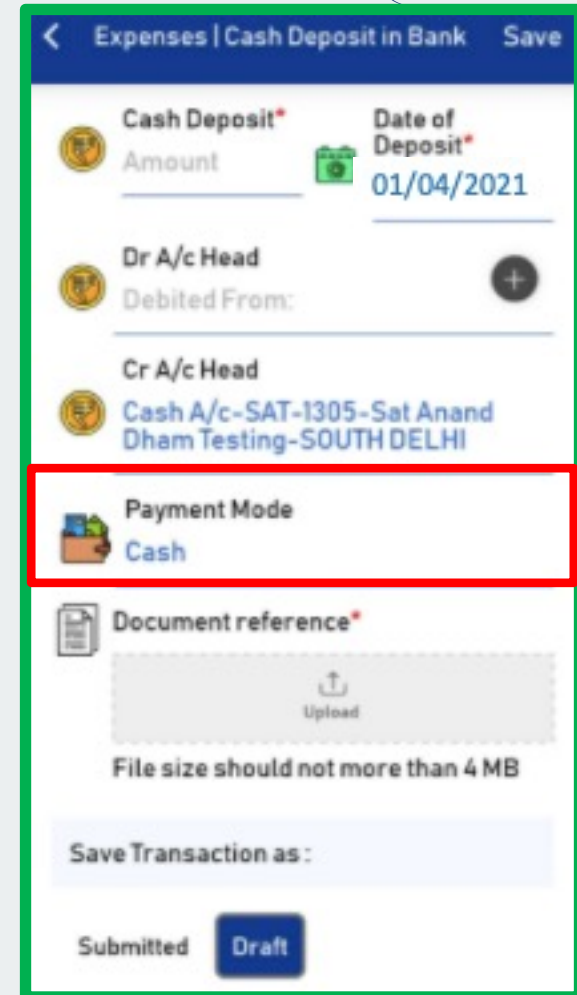 Expenses | Cash Deposit in Bank Save
Cash Deposit* Date of
Deposit*
Amount
01/04/2021
Dr A/c Head
Debited From:
Cr A/c Head
Cash A/c-SAT-1305-Sat Anand
Dham Testing-SOUTH DELHI
Payment Mode
Cash
Document reference*
Upload
File size should not more than 4 MB
Save Transaction as :
Submitted Draft